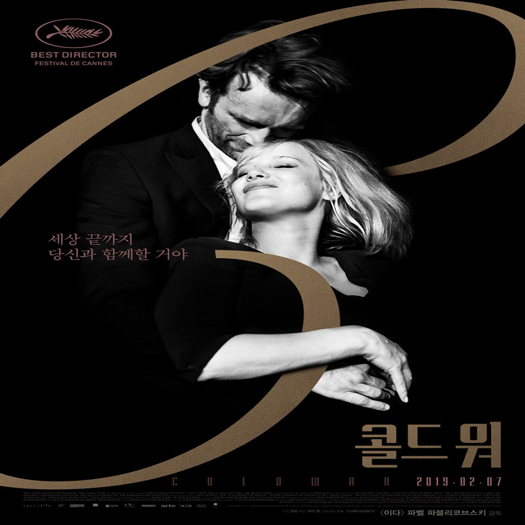 BEST DIRECTOR
FESTIVAL DE CANNES
세상 끝까지
당신과 함께할 거야
콜드 워
COLD WAR 2019.02.07
<이다> 파벨 파블리코브스키 감독